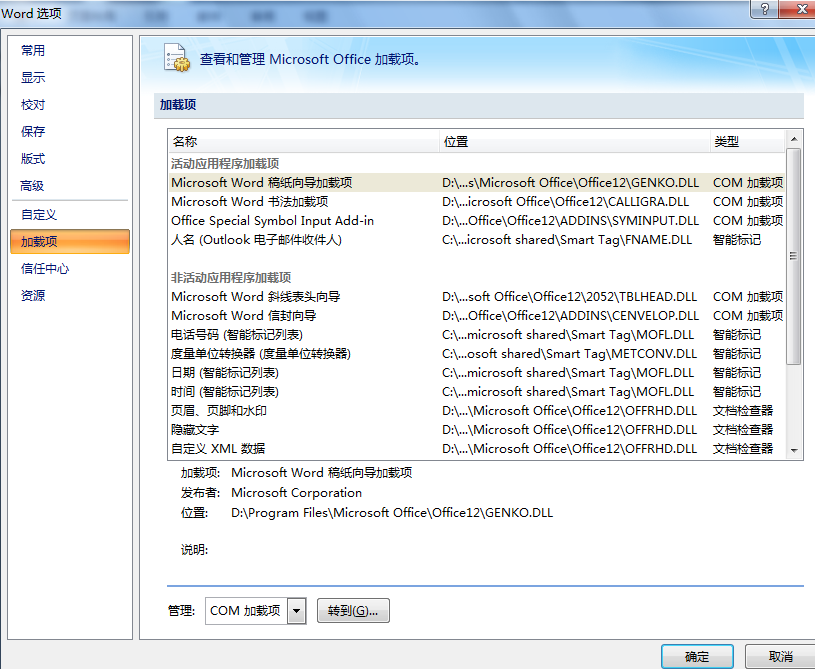 Word 选项
常用
显示
校对
保存
版式
高级
自定义
加载项
信任中心
资源
查看和管理 Microsoft Office 加载项。
加载项
名称 位置 类型
活动应用程序加载项
Microsoft Word 稿纸向导加载项 D:\...s\Microsoft Office\Office12\GENKO.DLL COM 加载项
Microsoft Word 书法加载项 D:\...icrosoft Office\Office12\CALLIGRA.DLL COM 加载项
Office Special Symbol Input Add-in D:\...Office\Office12\ADDINS\SYMINPUT.DLL COM 加载项
人名 (Outlook 电子邮件收件人) C:\...icrosoft shared\Smart Tag\FNAME.DLL 智能标记
非活动应用程序加载项
Microsoft Word 斜线表头向导 D:\...soft Office\Office12\2052\TBLHEAD.DLL COM 加载项
Microsoft Word 信封向导 D:\...Office\Office12\ADDINS\CENVELOP.DLL COM 加载项
电话号码 (智能标记列表) C:\...microsoft shared\Smart Tag\MOFL.DLL 智能标记
度量单位转换器 (度量单位转换器) C:\...osoft shared\Smart Tag\METCONV.DLL 智能标记
日期 (智能标记列表) C:\...microsoft shared\Smart Tag\MOFL.DLL 智能标记
时间 (智能标记列表) C:\...microsoft shared\Smart Tag\MOFL.DLL 智能标记
页眉、页脚和水印 D:\...\Microsoft Office\Office12\OFFRHD.DLL 文档检查器
隐藏文字 D:\...\Microsoft Office\Office12\OFFRHD.DLL 文档检查器
自定义 XML 数据 D:\...\Microsoft Office\Office12\OFFRHD.DLL 文档检查器
加载项: Microsoft Word 稿纸向导加载项
发布者: Microsoft Corporation
位置: D:\Program Files\Microsoft Office\Office12\GENKO.DLL
说明:
管理: COM 加载项 转到(G)...
确定 取消